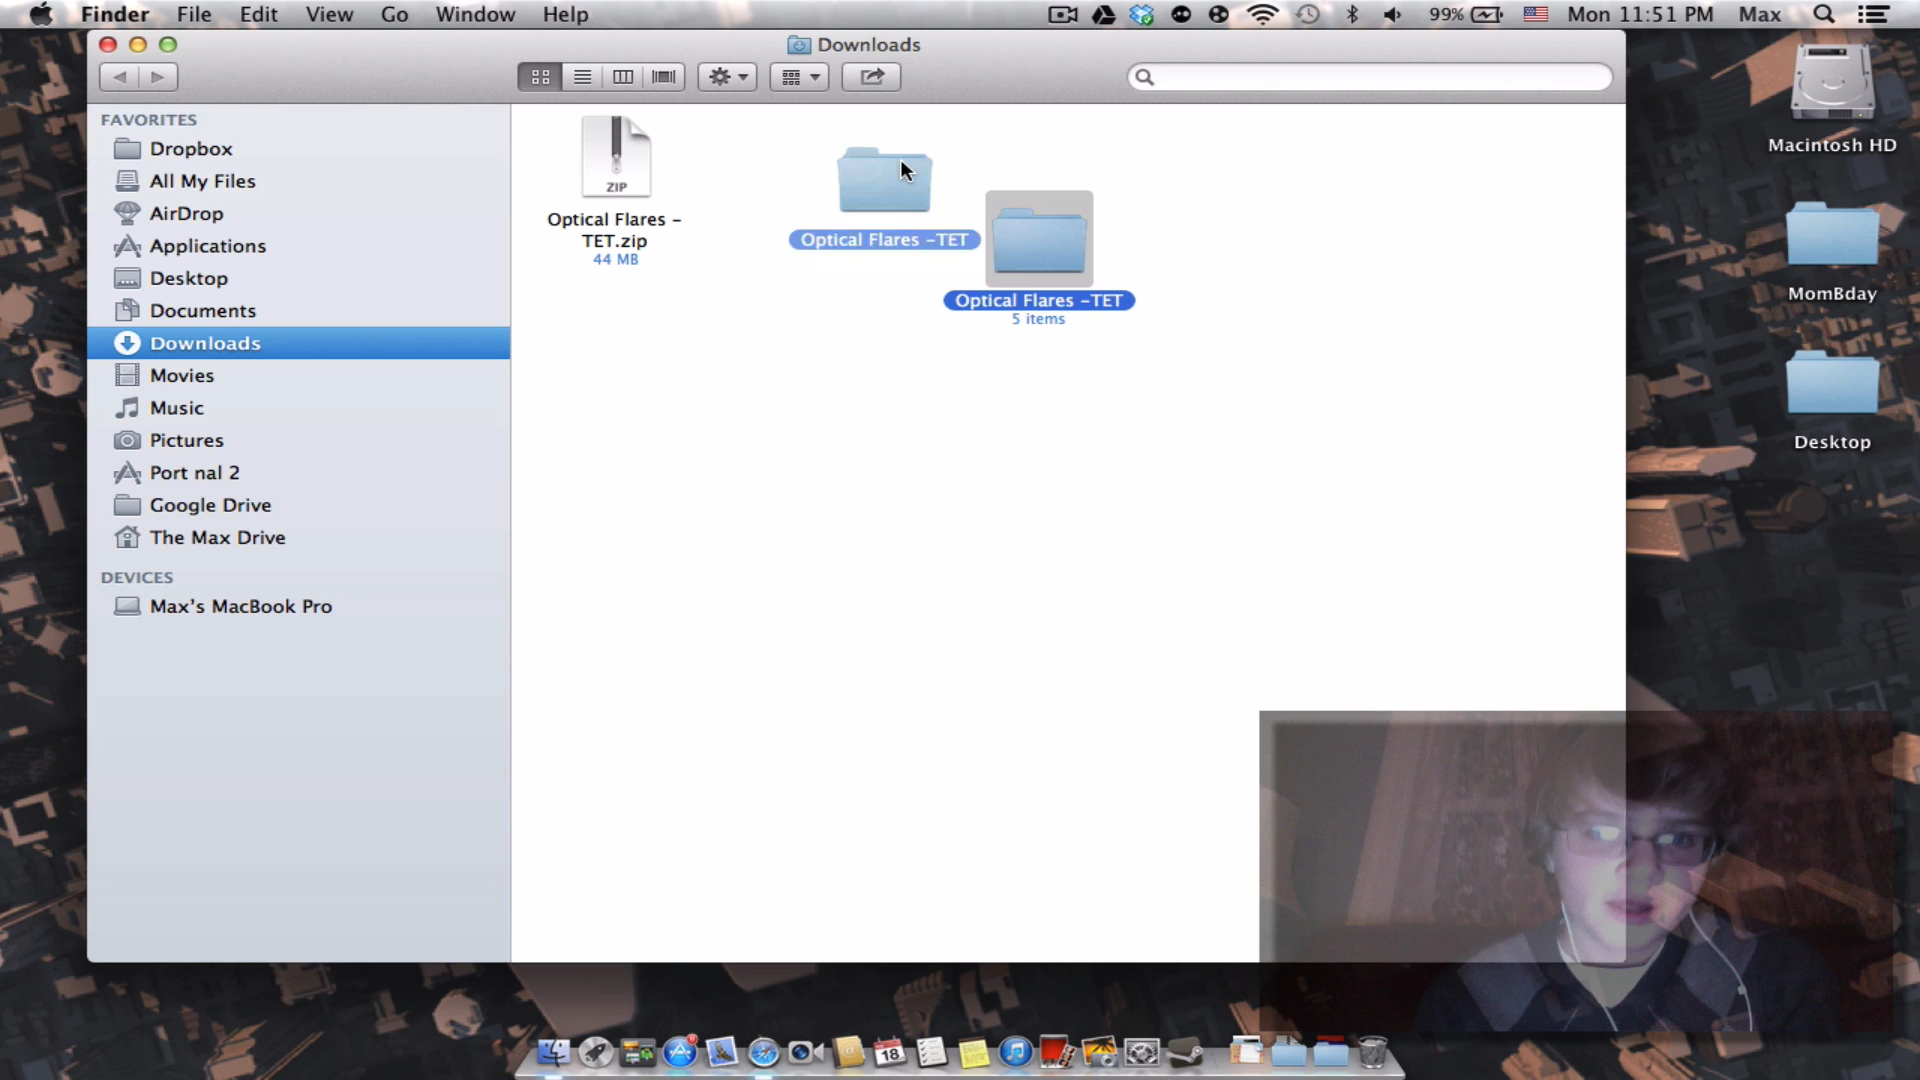 Finder File Edit View Go Window Help 99% Mon 11:51 PM Max
Downloads
FAVORITES
Dropbox
All My Files
AirDrop
Applications
Desktop
Documents
Downloads
Movies
Music
Pictures
Port nal 2
Google Drive
The Max Drive
DEVICES
Max's MacBook Pro
ZIP
Optical Flares -
TET.zip
44 MB
Optical Flares -TET
Optical Flares -TET
5 items
Macintosh HD
MomBday
Desktop
18